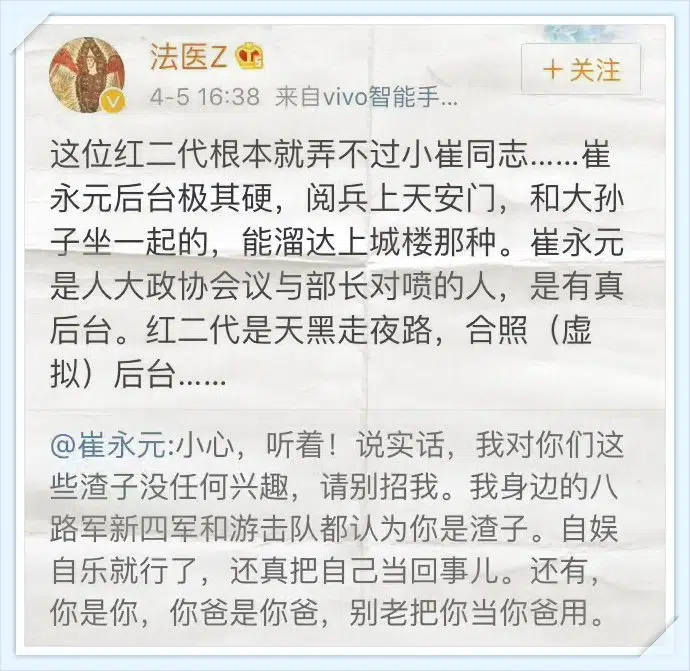 法医Z
+关注
4-5 16:38 来自vivo智能手...
这位红二代根本就弄不过小崔同志......崔
永元后台极其硬，阅兵上天安门，和大孙
子坐一起的，能溜达上城楼那种。崔永元
是人大政协会议与部长对喷的人，是有真
后台。红二代是天黑走夜路，合照（虚
拟）后台......
@崔永元:小心，听着！说实话，我对你们这
些渣子没任何兴趣，请别招我。我身边的八
路军新四军和游击队都认为你是渣子。自娱
自乐就行了，还真把自己当回事儿。还有，
你是你，你爸是你爸，别老把你当你爸用。